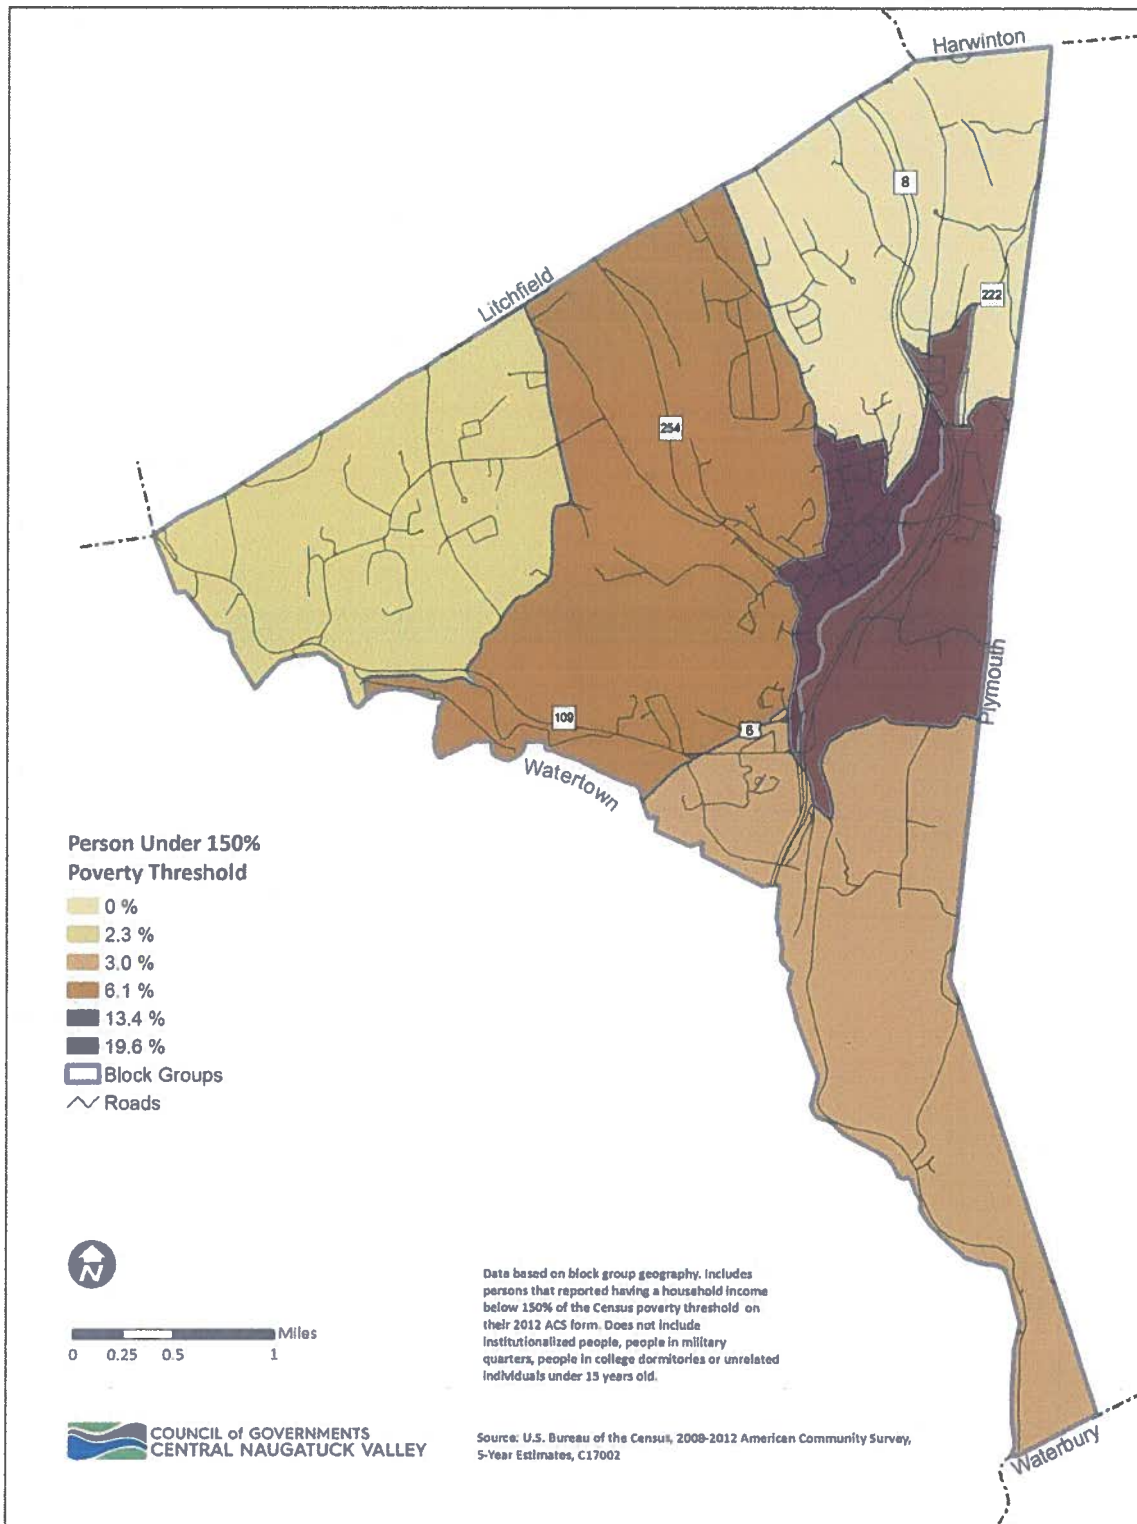 Harwinton
8
222
Litchfield
254
Plymouth
109
6
Watertown
Person Under 150%
Poverty Threshold
0 %
2.3 %
3.0 %
6.1 %
13.4 %
19.6 %
Block Groups
Roads
N
Miles
0 0.25 0.5 1
Data based on block group geography. Includes
persons that reported having a household income
below 150% of the Census poverty threshold on
their 2012 ACS form. Does not include
institutionalized people, people in military
quarters, people in college dormitories or unrelated
individuals under 15 years old.
COUNCIL of GOVERNMENTS
CENTRAL NAUGATUCK VALLEY
Source: U.S. Bureau of the Census, 2008-2012 American Community Survey,
5-Year Estimates, C17002
Waterbury